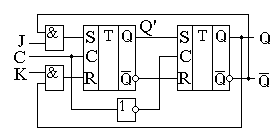 Q'
& S T Q S T Q Q
J
C C C
K & R Q̅ R Q̅ Q̅
1